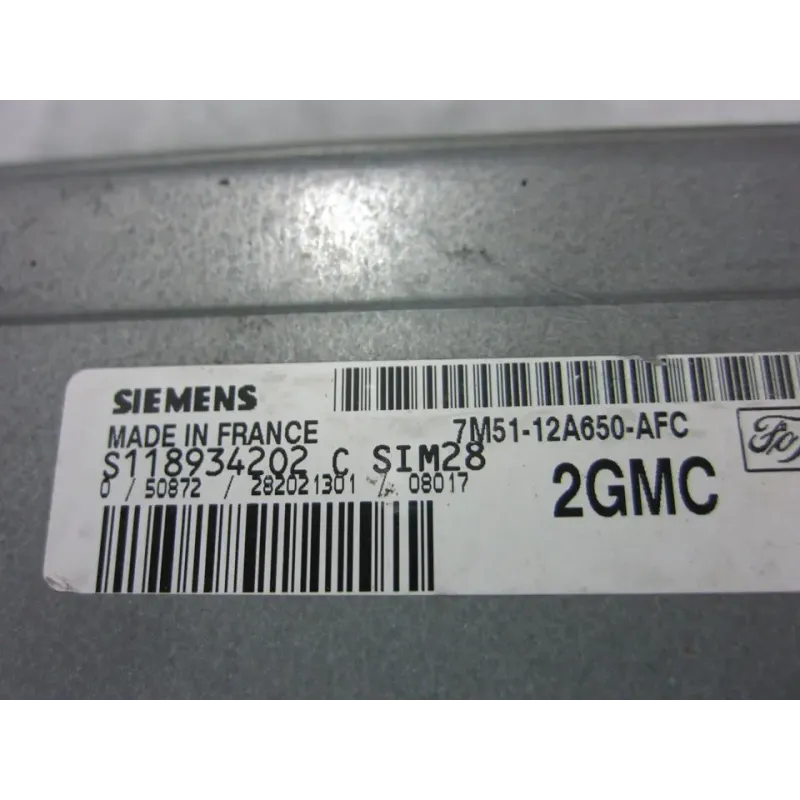 SIEMENS
MADE IN FRANCE
7M51-12A650-AFC
S118934202 C SIM28
0 / 50872 / 282021301 / 08017
2GMC